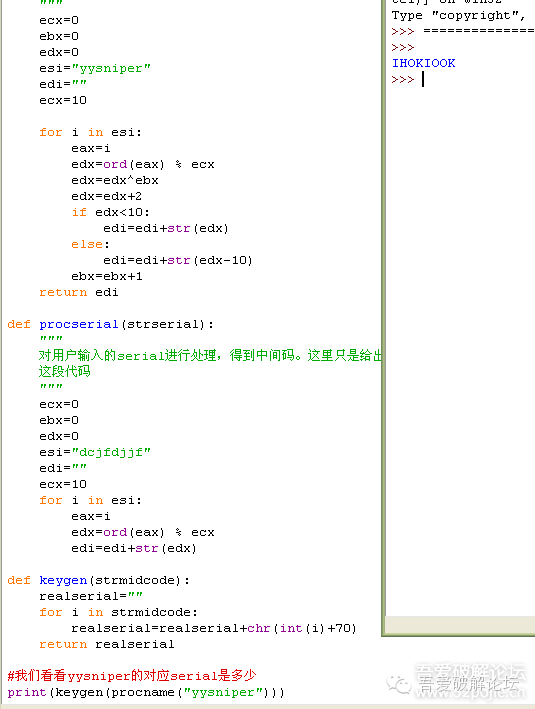 """
    ecx=0
    ebx=0
    edx=0
    esi="yysniper"
    edi=""
    ecx=10

    for i in esi:
        eax=i
        edx=ord(eax) % ecx
        edx=edx^ebx
        edx=edx+2
        if edx<10:
            edi=edi+str(edx)
        else:
            edi=edi+str(edx-10)
        ebx=ebx+1
    return edi

def procserial(strserial):
    """
    对用户输入的serial进行处理，得到中间码。这里只是给出
    这段代码
    """
    ecx=0
    ebx=0
    edx=0
    esi="dcjfdjjf"
    edi=""
    ecx=10
    for i in esi:
        eax=i
        edx=ord(eax) % ecx
        edi=edi+str(edx)

def keygen(strmidcode):
    realserial=""
    for i in strmidcode:
        realserial=realserial+chr(int(i)+70)
    return realserial

#我们看看yysniper的对应serial是多少
print(keygen(procname("yysniper")))
Type "copyright",
>>> ==============
>>>
IHOKIOOK
>>>
吾爱破解论坛
吾爱破解论坛